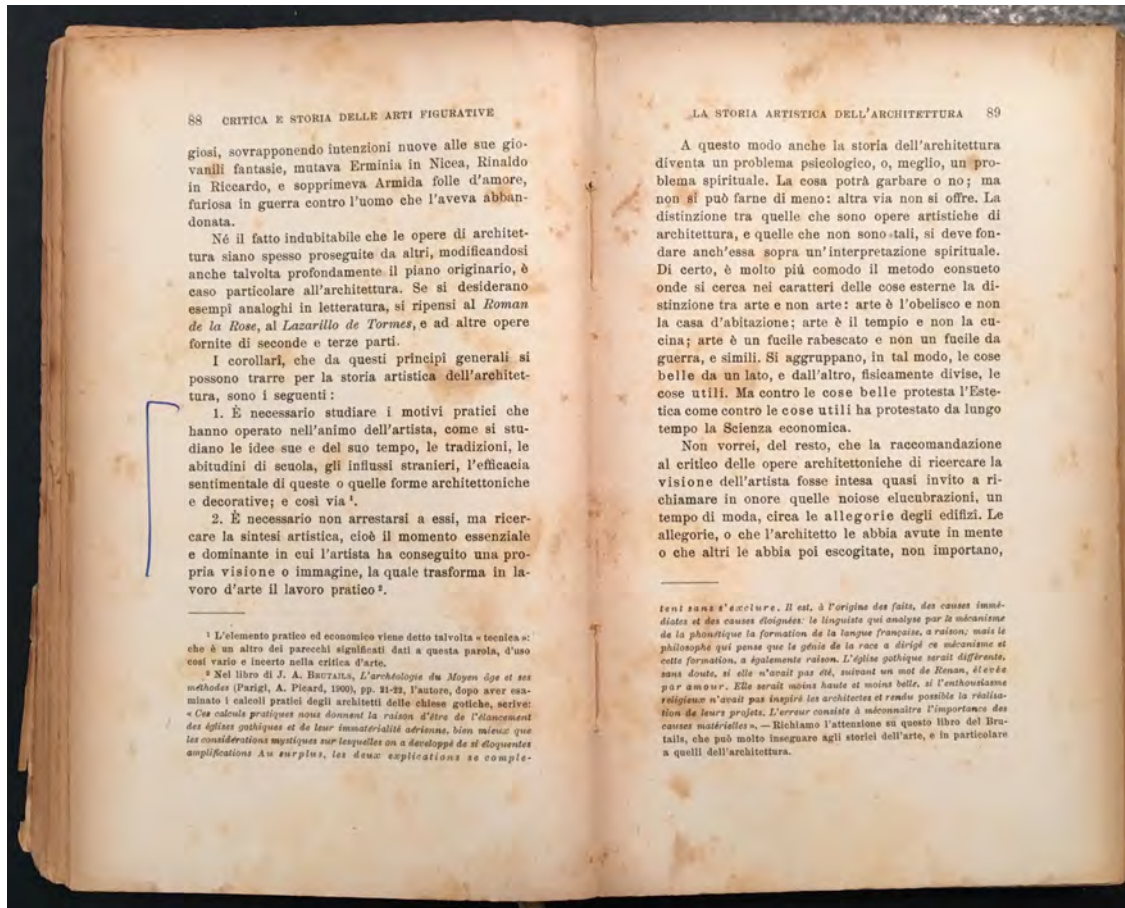 88 CRITICA E STORIA DELLE ARTI FIGURATIVE
giosi, sovrapponendo intenzioni nuove alle sue gio-
vanili fantasie, mutava Erminia in Nicea, Rinaldo
in Riccardo, e sopprimeva Armida folle d'amore,
furiosa in guerra contro l'uomo che l'aveva abban-
donata.
Né il fatto indubitabile che le opere di architet-
tura siano spesso proseguite da altri, modificandosi
anche talvolta profondamente il piano originario, è
caso particolare all'architettura. Se si desiderano
esempî analoghi in letteratura, si ripensi al Roman
de la Rose, al Lazarillo de Tormes, e ad altre opere
fornite di seconde e terze parti.
I corollarî, che da questi principî generali si
possono trarre per la storia artistica dell'architet-
tura, sono i seguenti:
1. È necessario studiare i motivi pratici che
hanno operato nell'animo dell'artista, come si stu-
diano le idee sue e del suo tempo, le tradizioni, le
abitudini di scuola, gli influssi stranieri, l'efficacia
sentimentale di queste o quelle forme architettoniche
e decorative; e così via ¹.
2. È necessario non arrestarsi a essi, ma ricer-
care la sintesi artistica, cioè il momento essenziale
e dominante in cui l'artista ha conseguito una pro-
pria visione o immagine, la quale trasforma in la-
voro d'arte il lavoro pratico ².
¹ L'elemento pratico ed economico viene detto talvolta « tecnica »:
che è un altro dei parecchi significati dati a questa parola, d'uso
così vario e incerto nella critica d'arte.
² Nel libro di J. A. BRUTAILS, L'archéologie du Moyen âge et ses
méthodes (Parigi, A. Picard, 1900), pp. 21-22, l'autore, dopo aver esa-
minato i calcoli pratici degli architetti delle chiese gotiche, scrive:
« Ces calculs pratiques nous donnent la raison d'être de l'élancement
des églises gothiques et de leur immatérialité aérienne, bien mieux que
les considérations mystiques sur lesquelles on a developpé de si éloquentes
amplifications Au surplus, les deux explications se comple-
LA STORIA ARTISTICA DELL'ARCHITETTURA 89
A questo modo anche la storia dell'architettura
diventa un problema psicologico, o, meglio, un pro-
blema spirituale. La cosa potrà garbare o no; ma
non si può farne di meno: altra via non si offre. La
distinzione tra quelle che sono opere artistiche di
architettura, e quelle che non sono tali, si deve fon-
dare anch'essa sopra un'interpretazione spirituale.
Di certo, è molto piú comodo il metodo consueto
onde si cerca nei caratteri delle cose esterne la di-
stinzione tra arte e non arte: arte è l'obelisco e non
la casa d'abitazione; arte è il tempio e non la cu-
cina; arte è un fucile rabescato e non un fucile da
guerra, e simili. Si aggruppano, in tal modo, le cose
belle da un lato, e dall'altro, fisicamente divise, le
cose utili. Ma contro le cose belle protesta l'Este-
tica come contro le cose utili ha protestato da lungo
tempo la Scienza economica.
Non vorrei, del resto, che la raccomandazione
al critico delle opere architettoniche di ricercare la
visione dell'artista fosse intesa quasi invito a ri-
chiamare in onore quelle noiose elucubrazioni, un
tempo di moda, circa le allegorie degli edifizî. Le
allegorie, o che l'architetto le abbia avute in mente
o che altri le abbia poi escogitate, non importano,
tent sans s'exclure. Il est, à l'origine des faits, des causes immé-
diates et des causes éloignées: le linguiste qui analyse par le mécanisme
de la phonétique la formation de la langue française, a raison; mais le
philosophe qui pense que le génie de la race a dirigé ce mécanisme et
cette formation, a également raison. L'église gothique serait différente,
sans doute, si elle n'avait pas été, suivant un mot de Renan, élevée
par amour. Elle serait moins haute et moins belle, si l'enthousiasme
religieux n'avait pas inspiré les architectes et rendu possible la réalisa-
tion de leurs projets. L'erreur consiste à méconnaître l'importance des
causes matérielles ». — Richiamo l'attenzione su questo libro del Bru-
tails, che può molto insegnare agli storici dell'arte, e in particolare
a quelli dell'architettura.